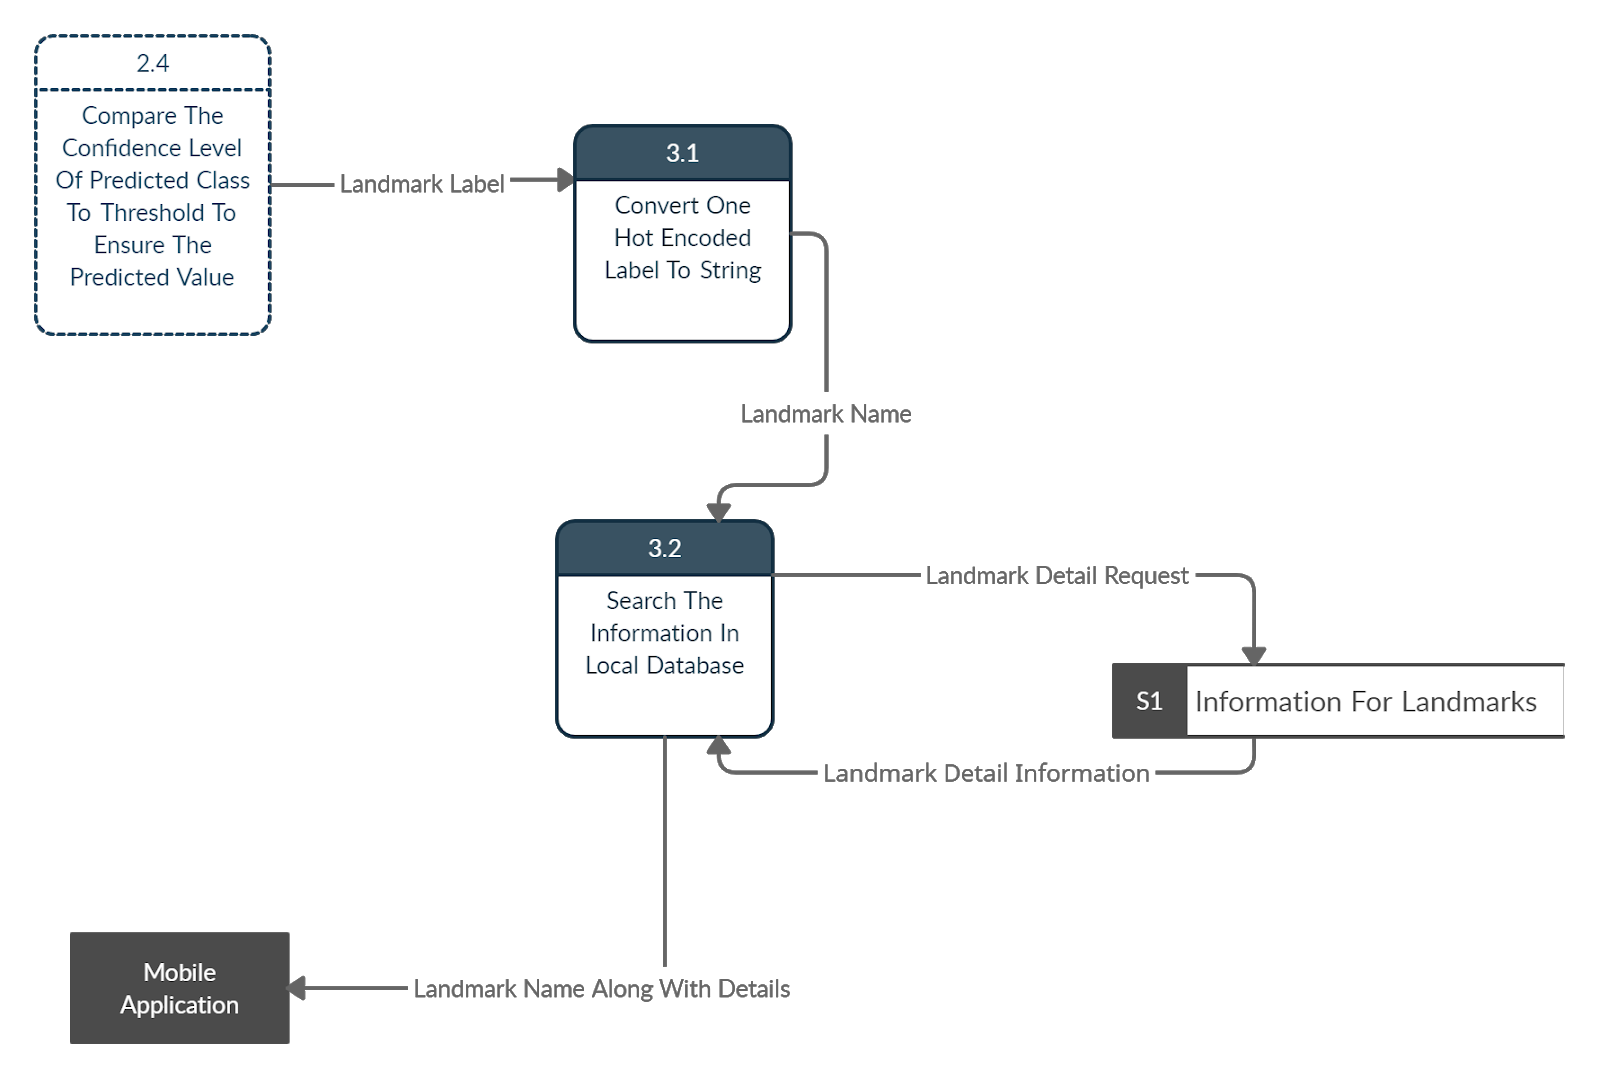 2.4
Compare The
Confidence Level
Of Predicted Class
To Threshold To
Ensure The
Predicted Value
Landmark Label
3.1
Convert One
Hot Encoded
Label To String
Landmark Name
3.2
Search The
Information In
Local Database
Landmark Detail Request
S1
Information For Landmarks
Landmark Detail Information
Landmark Name Along With Details
Mobile
Application